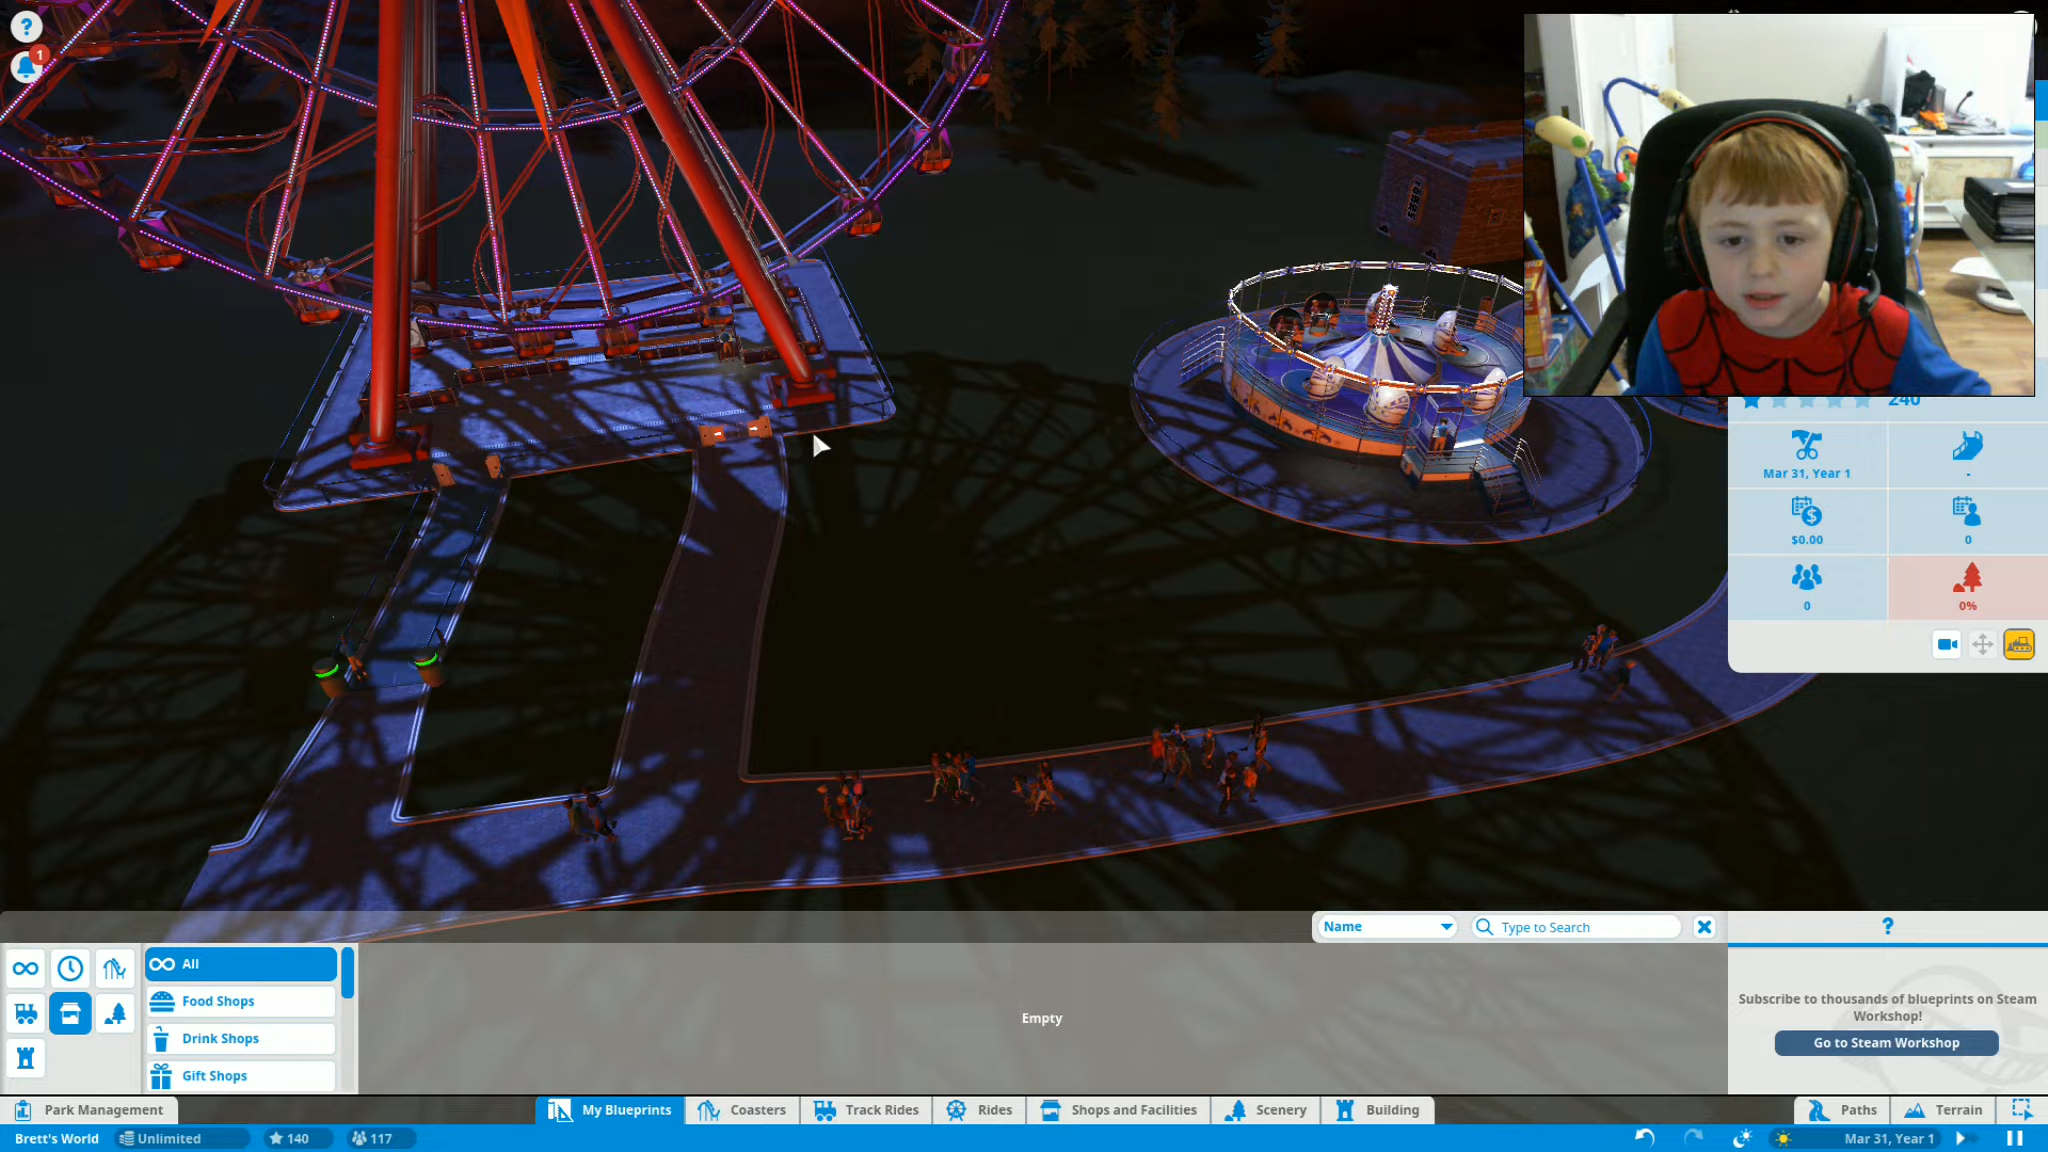 ?
1
240
Mar 31, Year 1
-
$0.00
0
0
0%
Name
Type to Search
?
All
Food Shops
Drink Shops
Gift Shops
Empty
Subscribe to thousands of blueprints on Steam
Workshop!
Go to Steam Workshop
Park Management
My Blueprints
Coasters
Track Rides
Rides
Shops and Facilities
Scenery
Building
Paths
Terrain
Brett's World
Unlimited
140
117
Mar 31, Year 1